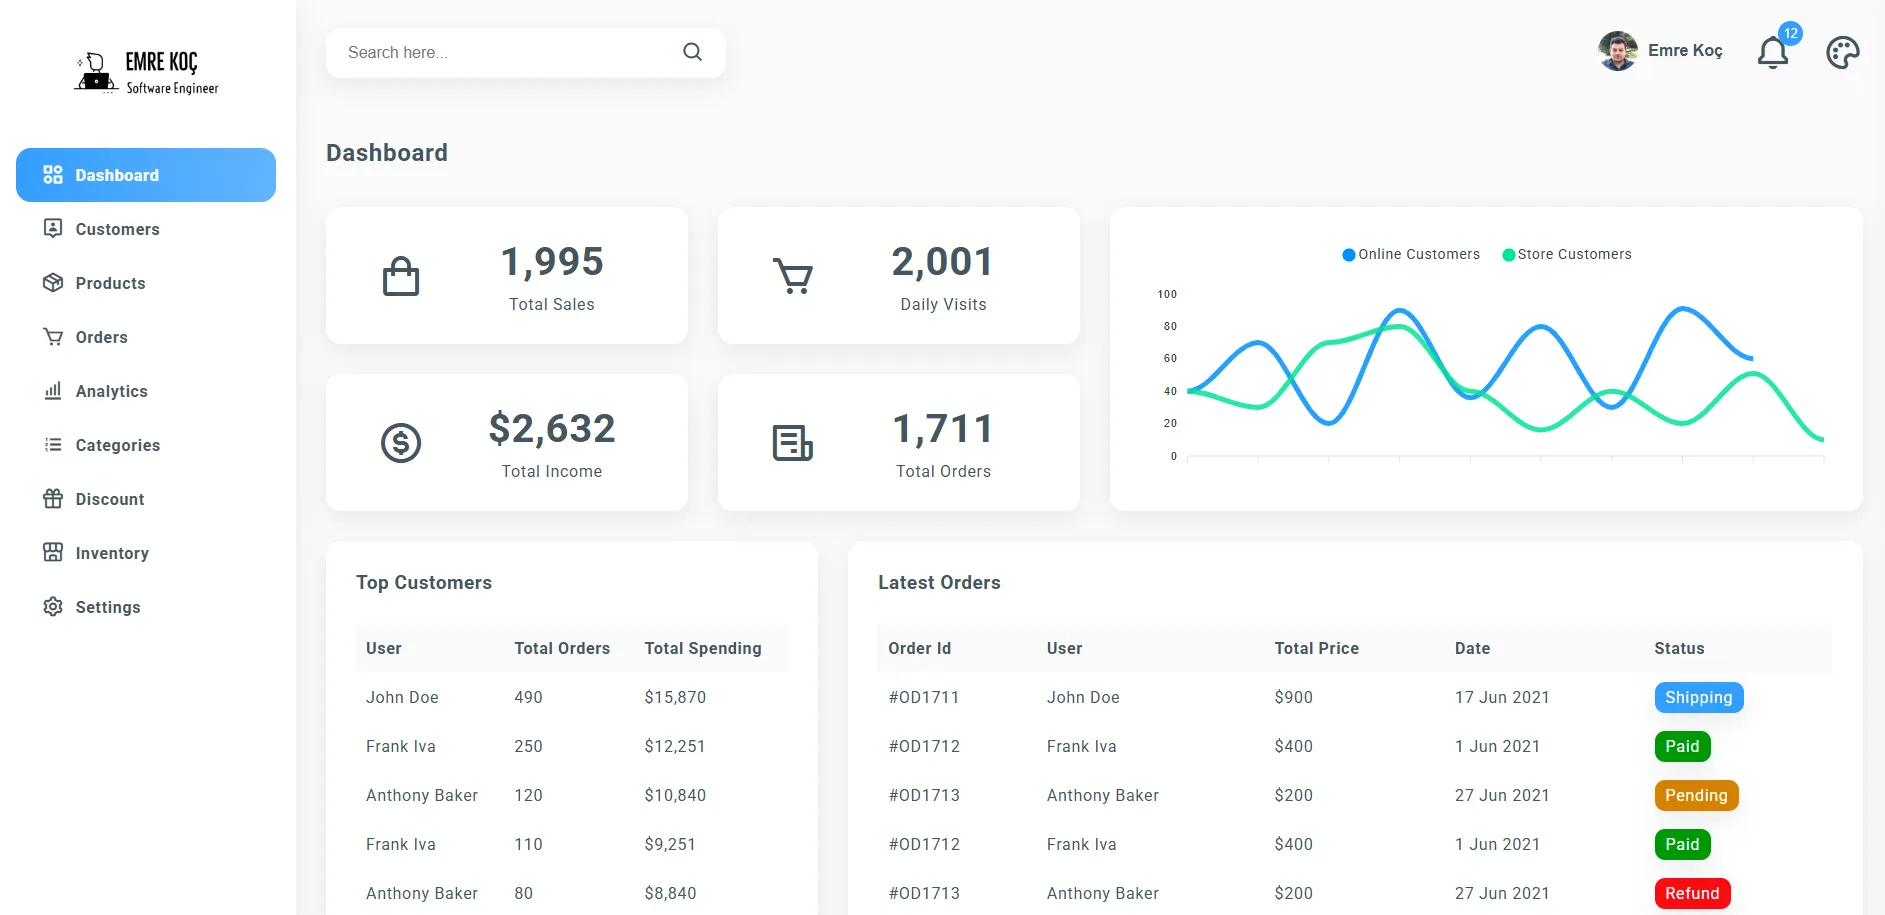 EMRE KOÇ
Software Engineer
Search here...
Emre Koç
12
Dashboard
Customers
Products
Orders
Analytics
Categories
Discount
Inventory
Settings
Dashboard
1,995
Total Sales
2,001
Daily Visits
$2,632
Total Income
1,711
Total Orders
Online Customers Store Customers
100
80
60
40
20
0
Top Customers
User Total Orders Total Spending
John Doe 490 $15,870
Frank Iva 250 $12,251
Anthony Baker 120 $10,840
Frank Iva 110 $9,251
Anthony Baker 80 $8,840
Latest Orders
Order Id User Total Price Date Status
#OD1711 John Doe $900 17 Jun 2021 Shipping
#OD1712 Frank Iva $400 1 Jun 2021 Paid
#OD1713 Anthony Baker $200 27 Jun 2021 Pending
#OD1712 Frank Iva $400 1 Jun 2021 Paid
#OD1713 Anthony Baker $200 27 Jun 2021 Refund